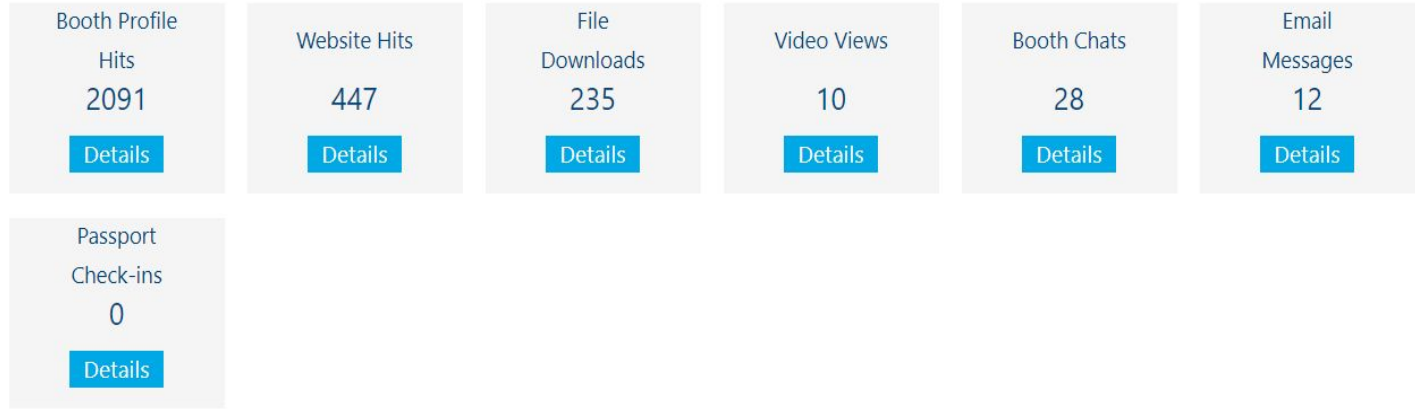 Booth Profile
Hits
2091
Details
Website Hits
447
Details
File
Downloads
235
Details
Video Views
10
Details
Booth Chats
28
Details
Email
Messages
12
Details
Passport
Check-ins
0
Details